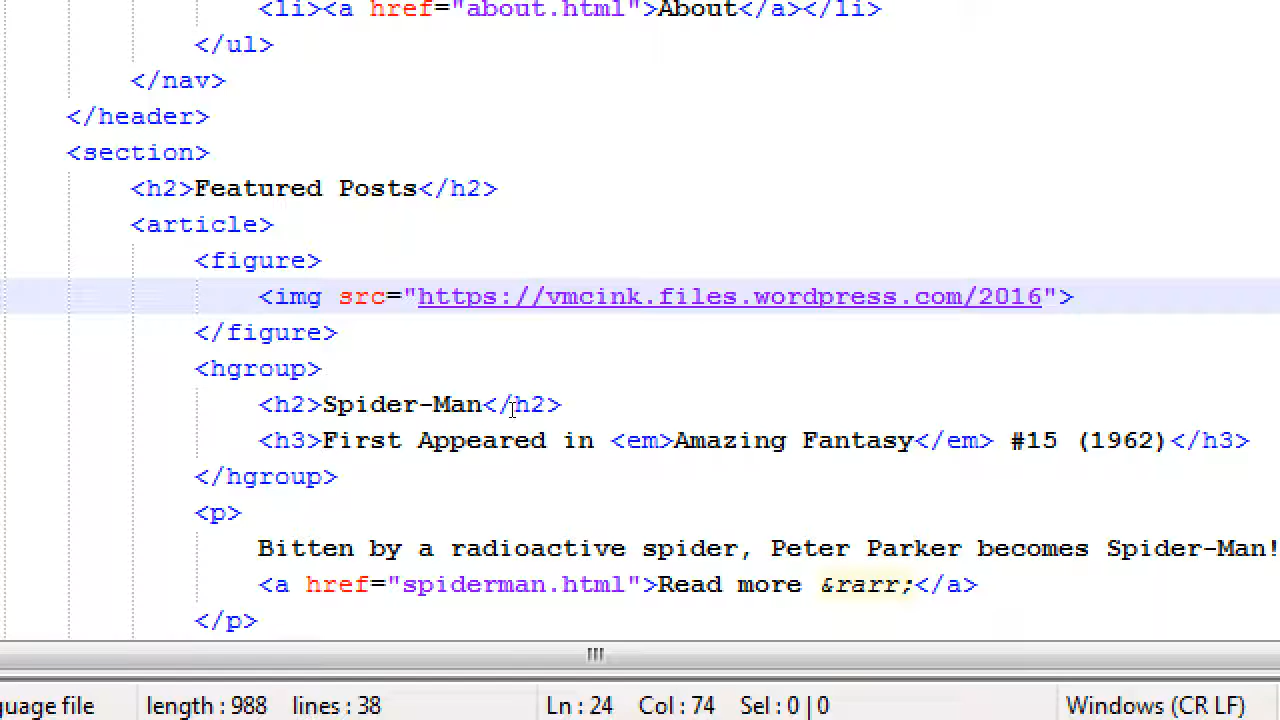 <li><a href="about.html">About</a></li>
</ul>
</nav>
</header>
<section>
<h2>Featured Posts</h2>
<article>
<figure>
<img src="https://vmcink.files.wordpress.com/2016">
</figure>
<hgroup>
<h2>Spider-Man</h2>
<h3>First Appeared in <em>Amazing Fantasy</em> #15 (1962)</h3>
</hgroup>
<p>
Bitten by a radioactive spider, Peter Parker becomes Spider-Man!
<a href="spiderman.html">Read more &rarr;</a>
</p>
guage file length : 988 lines : 38 Ln : 24 Col : 74 Sel : 0 | 0 Windows (CR LF)